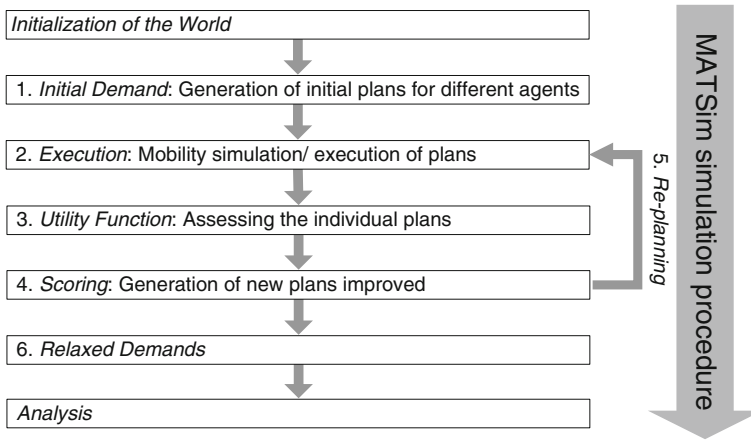 Initialization of the World
1. Initial Demand: Generation of initial plans for different agents
2. Execution: Mobility simulation/ execution of plans
3. Utility Function: Assessing the individual plans
4. Scoring: Generation of new plans improved
5. Re-planning
6. Relaxed Demands
Analysis
MATSim simulation procedure